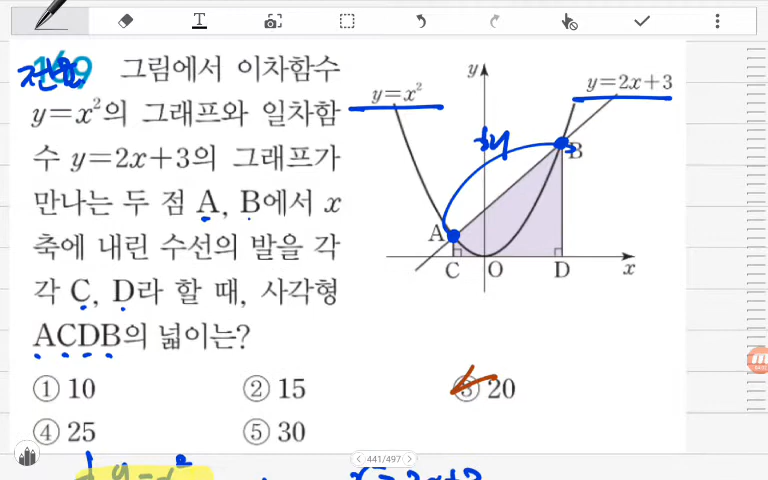 169 그림에서 이차함수
y=x²의 그래프와 일차함
수 y=2x+3의 그래프가
만나는 두 점 A, B에서 x
축에 내린 수선의 발을 각
각 C, D라 할 때, 사각형
ACDB의 넓이는?
y
y=x²
y=2x+3
B
A
C O D x
① 10 ② 15 ③ 20
④ 25 ⑤ 30
441/497
y=x²